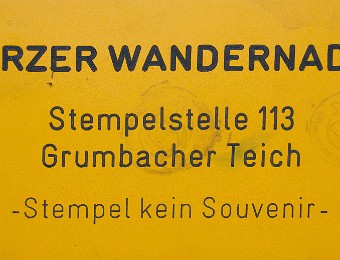 RZER WANDERNAD
Stempelstelle 113
Grumbacher Teich
-Stempel kein Souvenir-